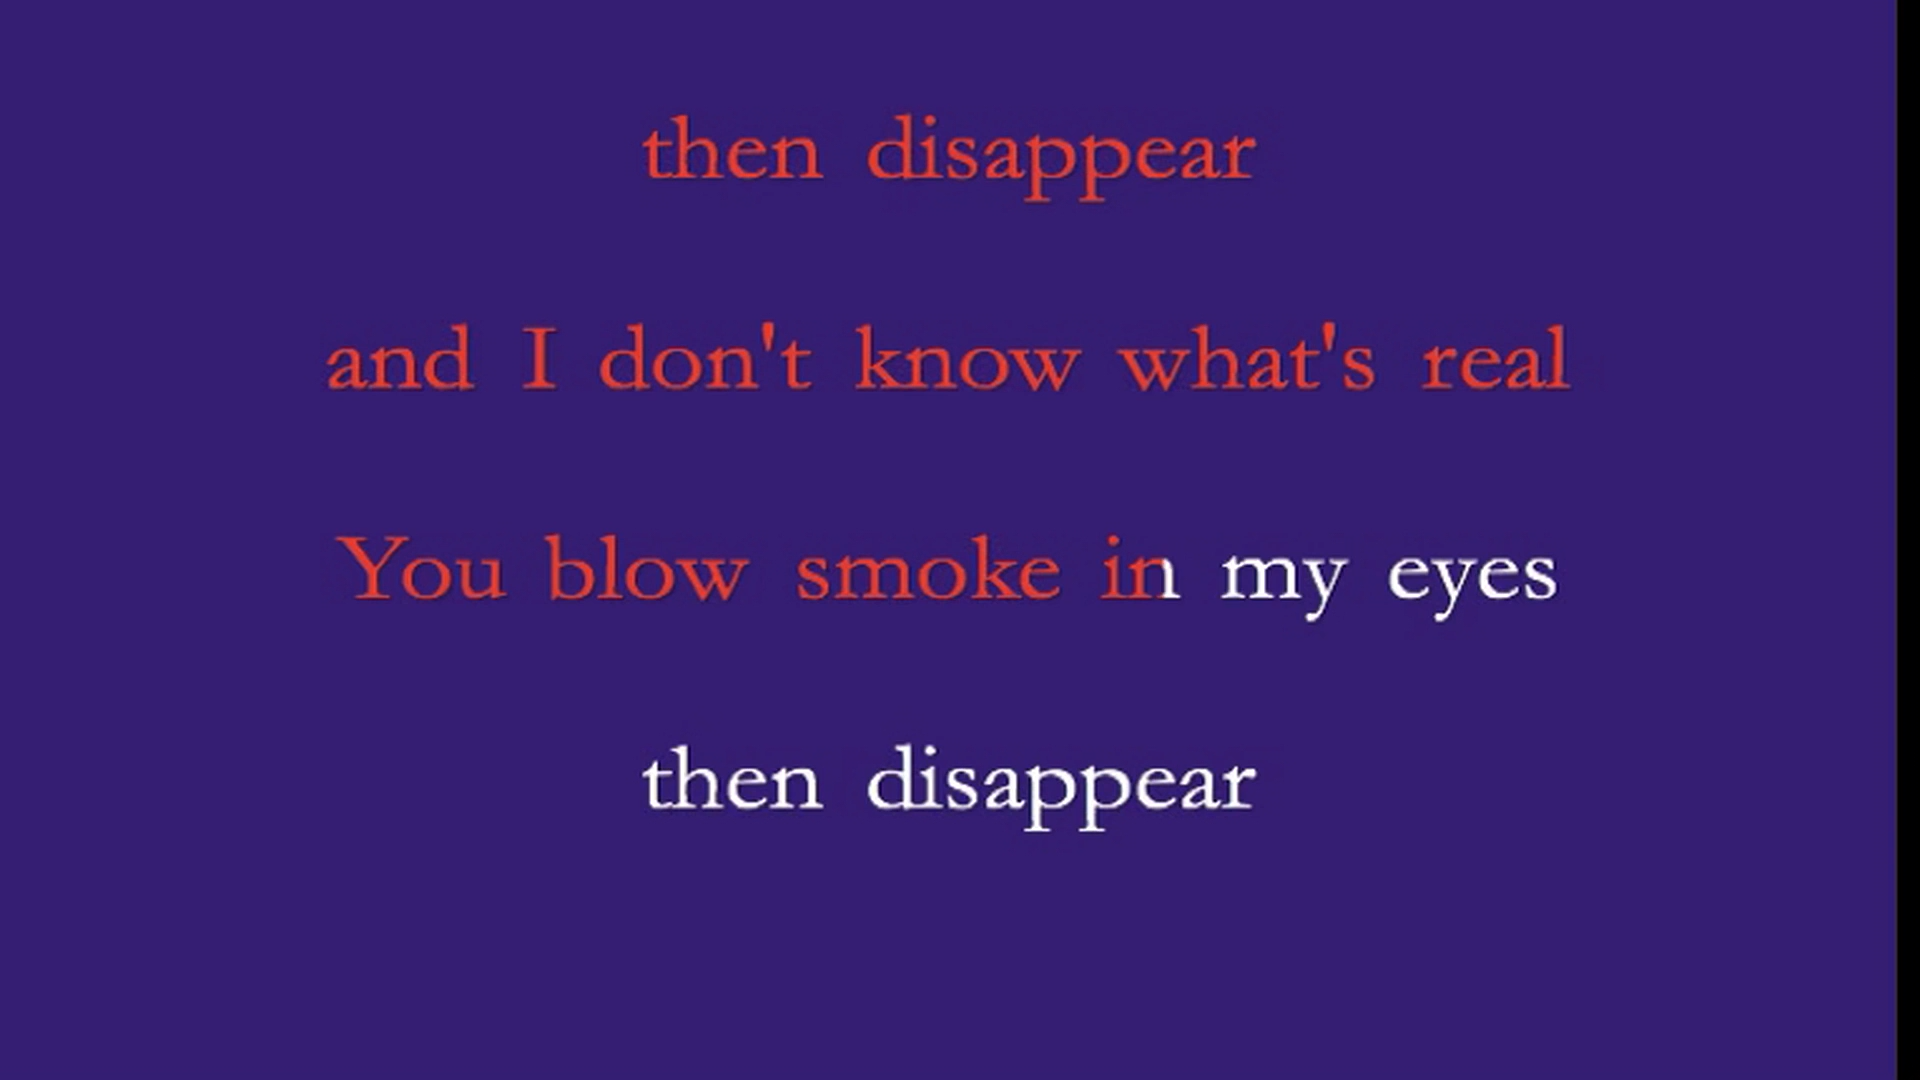 then disappear
and I don't know what's real
You blow smoke in my eyes
then disappear